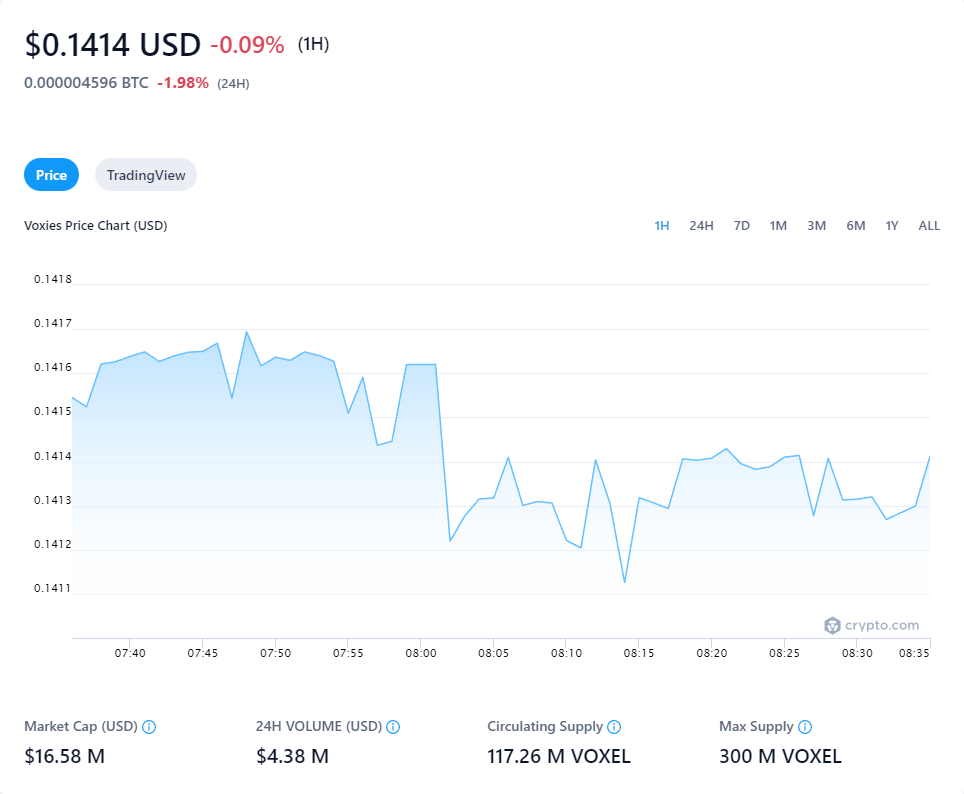 $0.1414 USD -0.09% (1H)
0.000004596 BTC -1.98% (24H)
Price TradingView
Voxies Price Chart (USD) 1H 24H 7D 1M 3M 6M 1Y ALL
0.1418
0.1417
0.1416
0.1415
0.1414
0.1413
0.1412
0.1411
crypto.com
07:40 07:45 07:50 07:55 08:00 08:05 08:10 08:15 08:20 08:25 08:30 08:35
Market Cap (USD) 24H VOLUME (USD) Circulating Supply Max Supply
$16.58 M $4.38 M 117.26 M VOXEL 300 M VOXEL